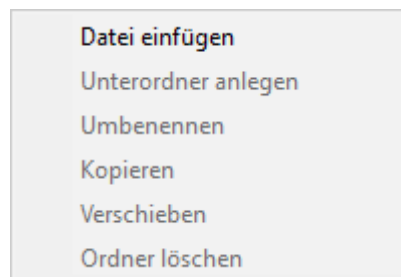 Datei einfügen
Unterordner anlegen
Umbenennen
Kopieren
Verschieben
Ordner löschen